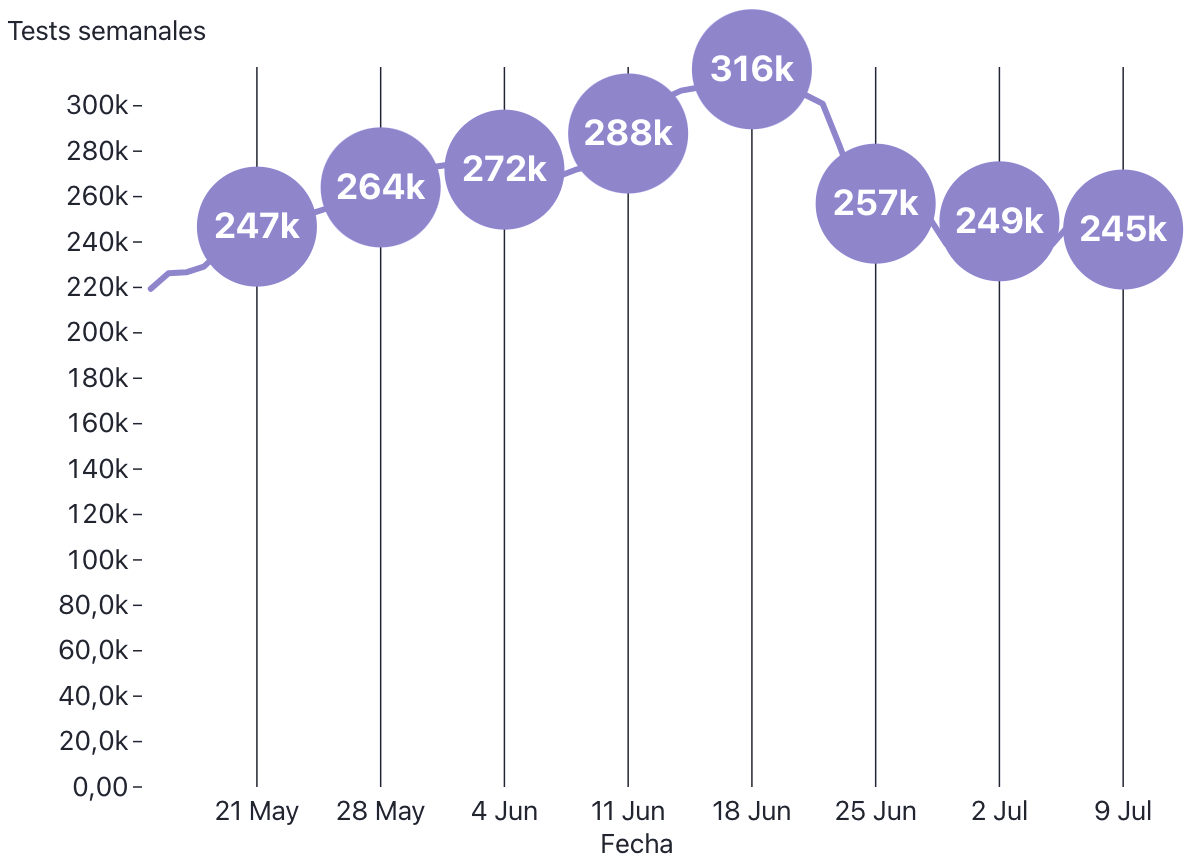 Tests semanales
300k
280k
260k
240k
220k
200k
180k
160k
140k
120k
100k
80,0k
60,0k
40,0k
20,0k
0,00
247k 264k 272k 288k 316k 257k 249k 245k
21 May 28 May 4 Jun 11 Jun 18 Jun 25 Jun 2 Jul 9 Jul
Fecha